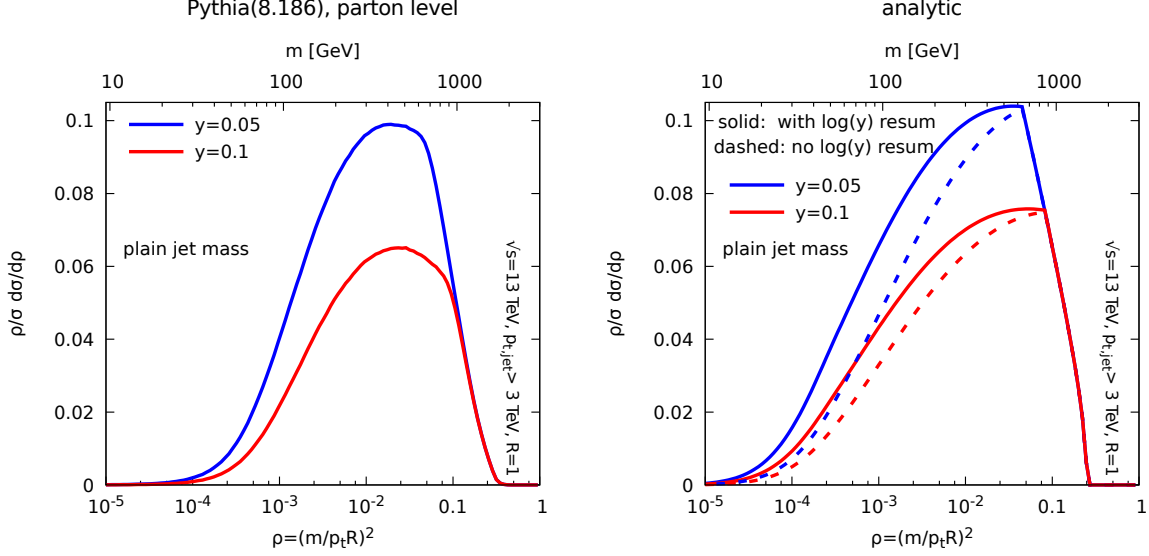 Pythia(8.186), parton level
m [GeV]
10 100 1000
ρ/σ dσ/dρ
0.1
0.08
0.06
0.04
0.02
0
y=0.05
y=0.1
plain jet mass
√s=13 TeV, pt,jet> 3 TeV, R=1
10-5 10-4 10-3 10-2 0.1 1
ρ=(m/ptR)2
analytic
m [GeV]
10 100 1000
ρ/σ dσ/dρ
0.1
0.08
0.06
0.04
0.02
0
solid: with log(y) resum
dashed: no log(y) resum
y=0.05
y=0.1
plain jet mass
√s=13 TeV, pt,jet> 3 TeV, R=1
10-5 10-4 10-3 10-2 0.1 1
ρ=(m/ptR)2